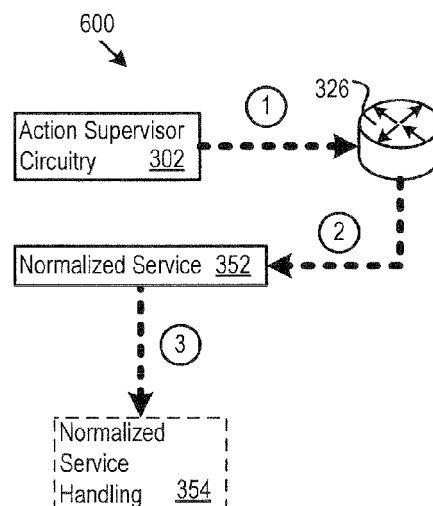 600
326
1
Action Supervisor
Circuitry 302
2
Normalized Service 352
3
Normalized
Service
Handling 354